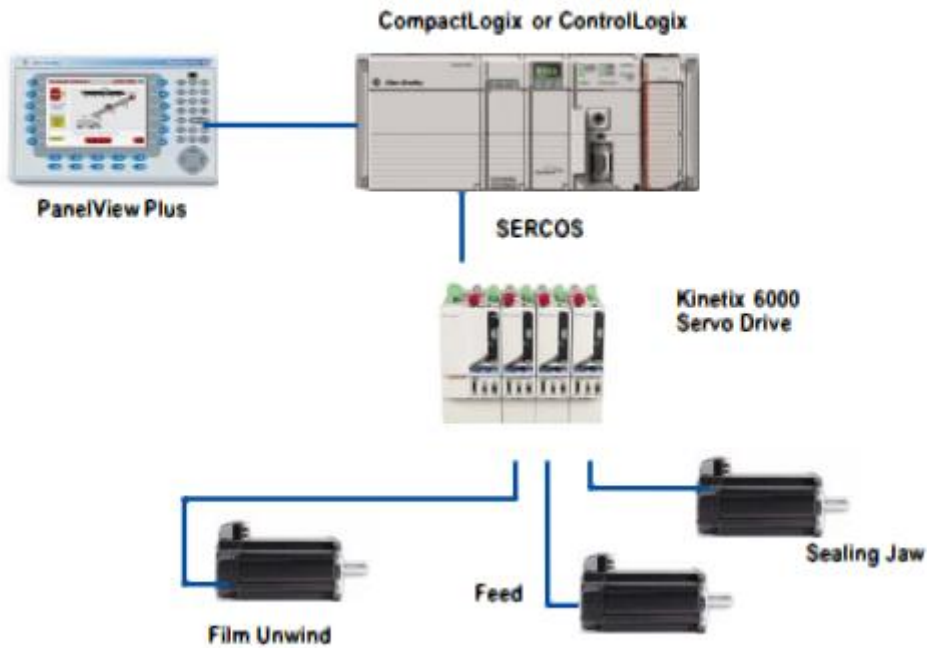 CompactLogix or ControlLogix
PanelView Plus
SERCOS
Kinetix 6000
Servo Drive
Sealing Jaw
Feed
Film Unwind